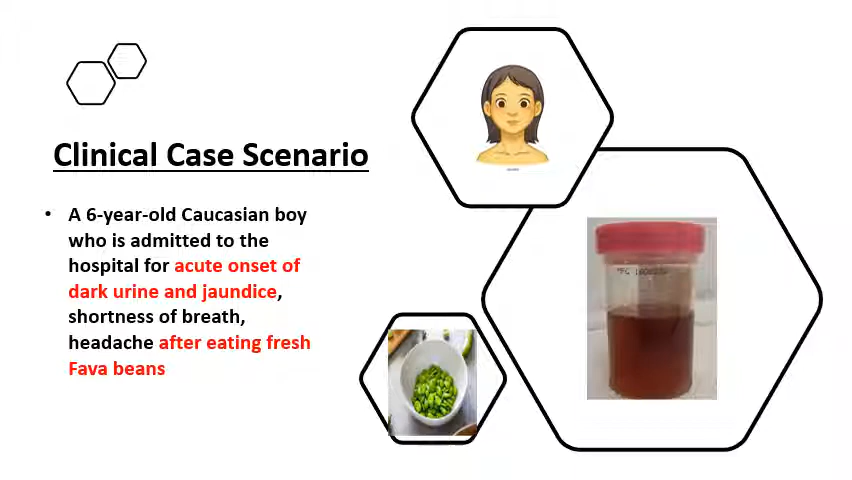 Clinical Case Scenario
• A 6-year-old Caucasian boy
who is admitted to the
hospital for acute onset of
dark urine and jaundice,
shortness of breath,
headache after eating fresh
Fava beans